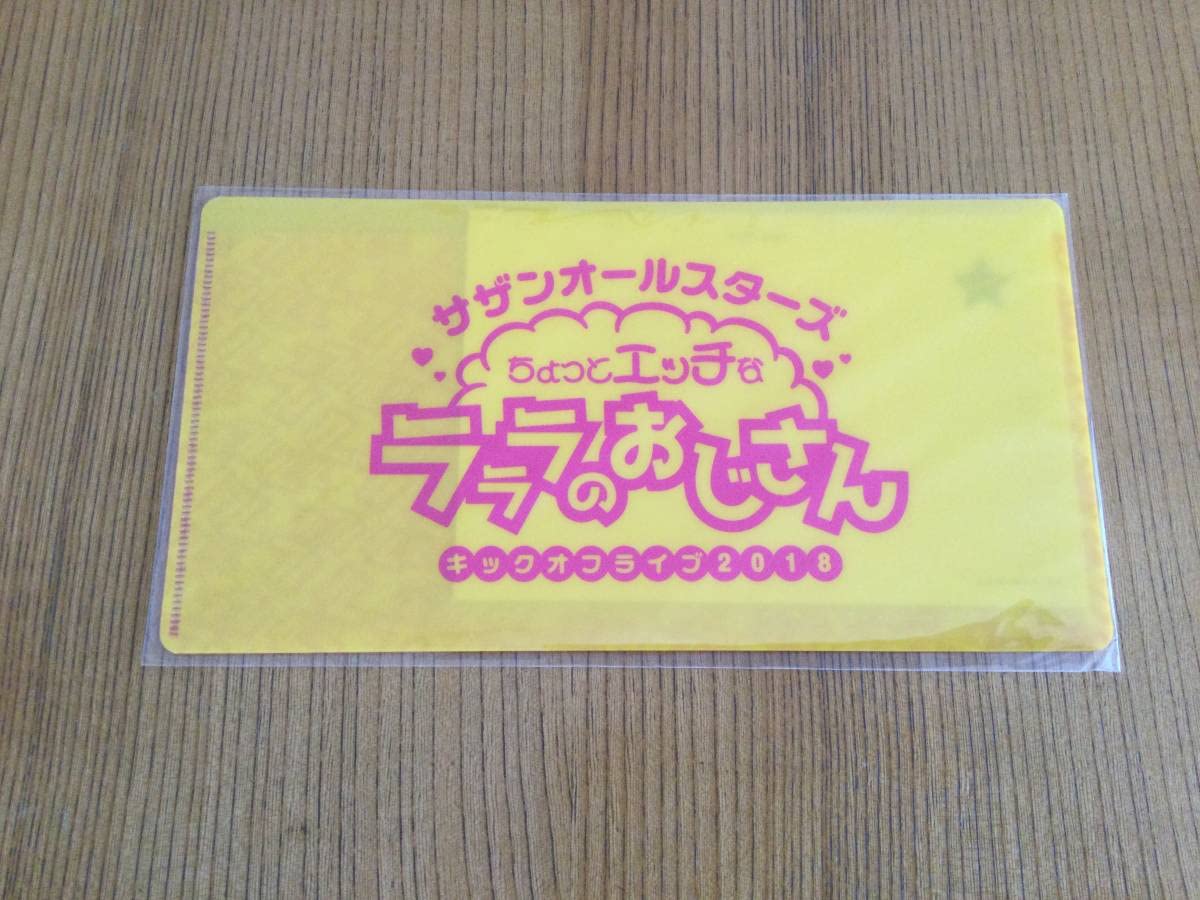 サザンオールスターズ
ちょっとエッチな
ララのおじさん
キックオフライブ2018